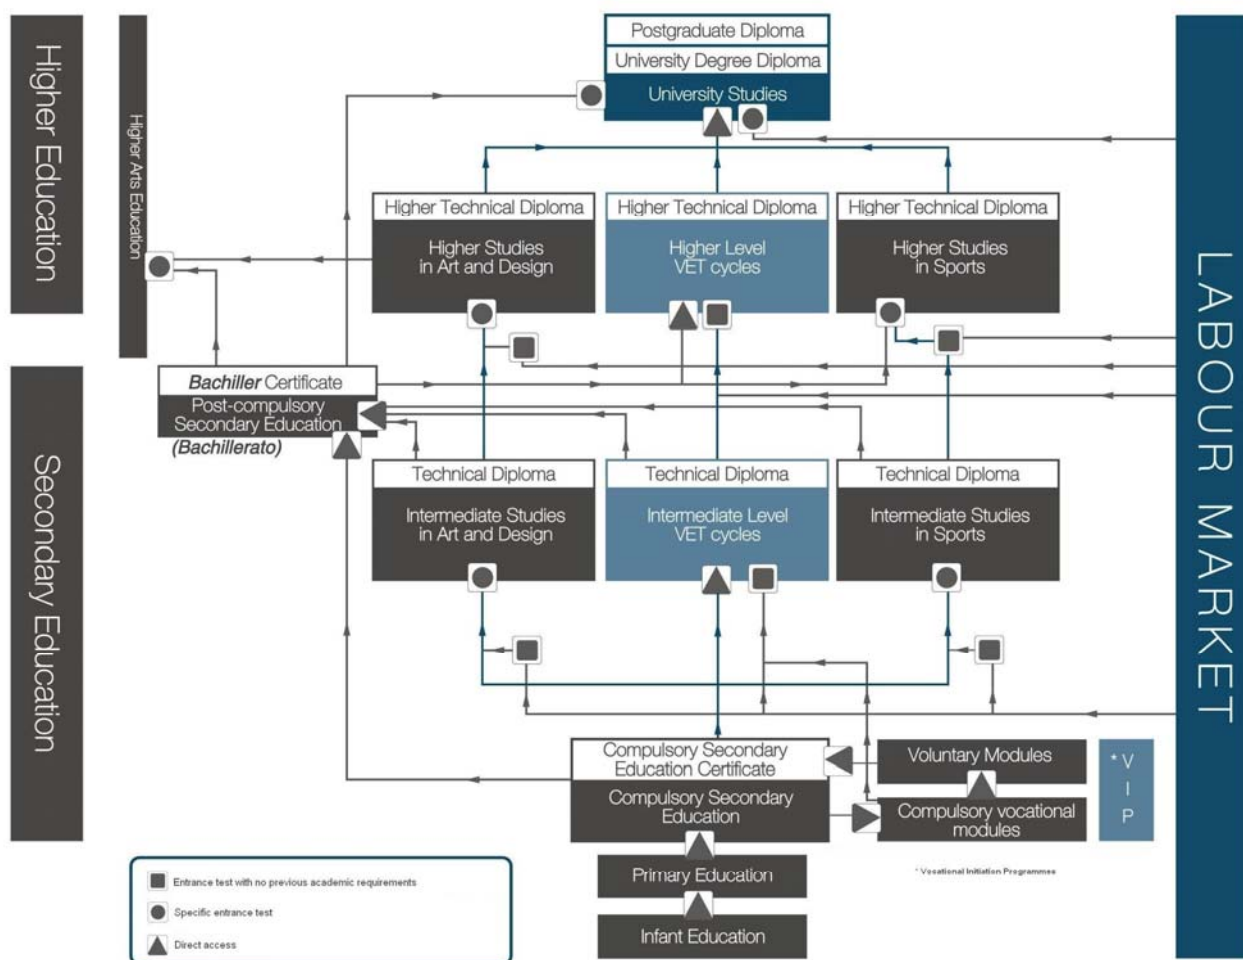 Higher Education
Secondary Education
Higher Arts Education
Postgraduate Diploma
University Degree Diploma
University Studies
Higher Technical Diploma
Higher Studies
in Art and Design
Higher Technical Diploma
Higher Level
VET cycles
Higher Technical Diploma
Higher Studies
in Sports
Bachiller Certificate
Post-compulsory
Secondary Education
(Bachillerato)
Technical Diploma
Intermediate Studies
in Art and Design
Technical Diploma
Intermediate Level
VET cycles
Technical Diploma
Intermediate Studies
in Sports
Compulsory Secondary
Education Certificate
Compulsory Secondary
Education
Primary Education
Infant Education
Voluntary Modules
Compulsory vocational
modules
* V
I
P
* Vocational Initiation Programmes
LABOUR MARKET
Entrance test with no previous academic requirements
Specific entrance test
Direct access